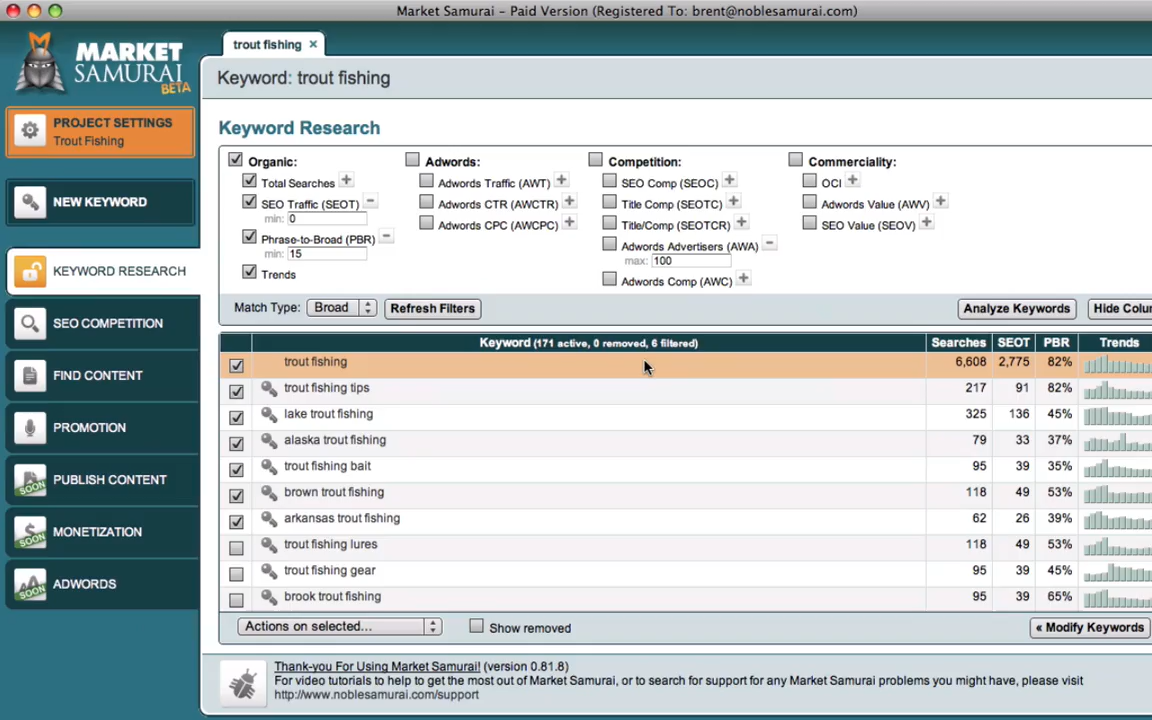 Market Samurai – Paid Version (Registered To: brent@noblesamurai.com)
MARKET
SAMURAI
BETA
trout fishing ×
Keyword: trout fishing
PROJECT SETTINGS
Trout Fishing
NEW KEYWORD
KEYWORD RESEARCH
SEO COMPETITION
FIND CONTENT
PROMOTION
PUBLISH CONTENT
SOON
MONETIZATION
SOON
ADWORDS
SOON
Keyword Research
Organic: Adwords: Competition: Commerciality:
Total Searches + Adwords Traffic (AWT) + SEO Comp (SEOC) + OCI +
SEO Traffic (SEOT) – Adwords CTR (AWCTR) + Title Comp (SEOTC) + Adwords Value (AWV) +
min: 0
Adwords CPC (AWCPC) + Title/Comp (SEOTCR) + SEO Value (SEOV) +
Phrase-to-Broad (PBR) – Adwords Advertisers (AWA) –
min: 15 max: 100
Trends Adwords Comp (AWC) +
Match Type: Broad Refresh Filters Analyze Keywords Hide Colu
Keyword (171 active, 0 removed, 6 filtered) Searches SEOT PBR Trends
trout fishing 6,608 2,775 82%
trout fishing tips 217 91 82%
lake trout fishing 325 136 45%
alaska trout fishing 79 33 37%
trout fishing bait 95 39 35%
brown trout fishing 118 49 53%
arkansas trout fishing 62 26 39%
trout fishing lures 118 49 53%
trout fishing gear 95 39 45%
brook trout fishing 95 39 65%
Actions on selected... Show removed « Modify Keywords
Thank-you For Using Market Samurai! (version 0.81.8)
For video tutorials to help to get the most out of Market Samurai, or to search for support for any Market Samurai problems you might have, please visit
http://www.noblesamurai.com/support